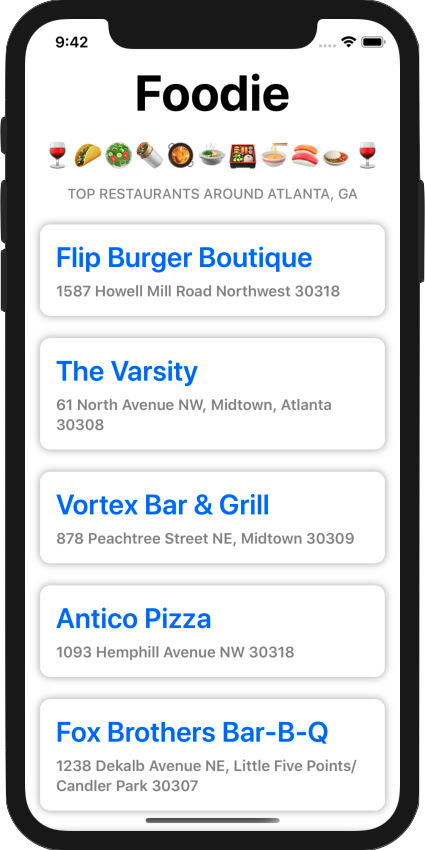 9:42
Foodie
🍷🌮🥗🌯🥘🍲🍱🍜🍣🍛🍷
TOP RESTAURANTS AROUND ATLANTA, GA
Flip Burger Boutique
1587 Howell Mill Road Northwest 30318
The Varsity
61 North Avenue NW, Midtown, Atlanta
30308
Vortex Bar & Grill
878 Peachtree Street NE, Midtown 30309
Antico Pizza
1093 Hemphill Avenue NW 30318
Fox Brothers Bar-B-Q
1238 Dekalb Avenue NE, Little Five Points/
Candler Park 30307